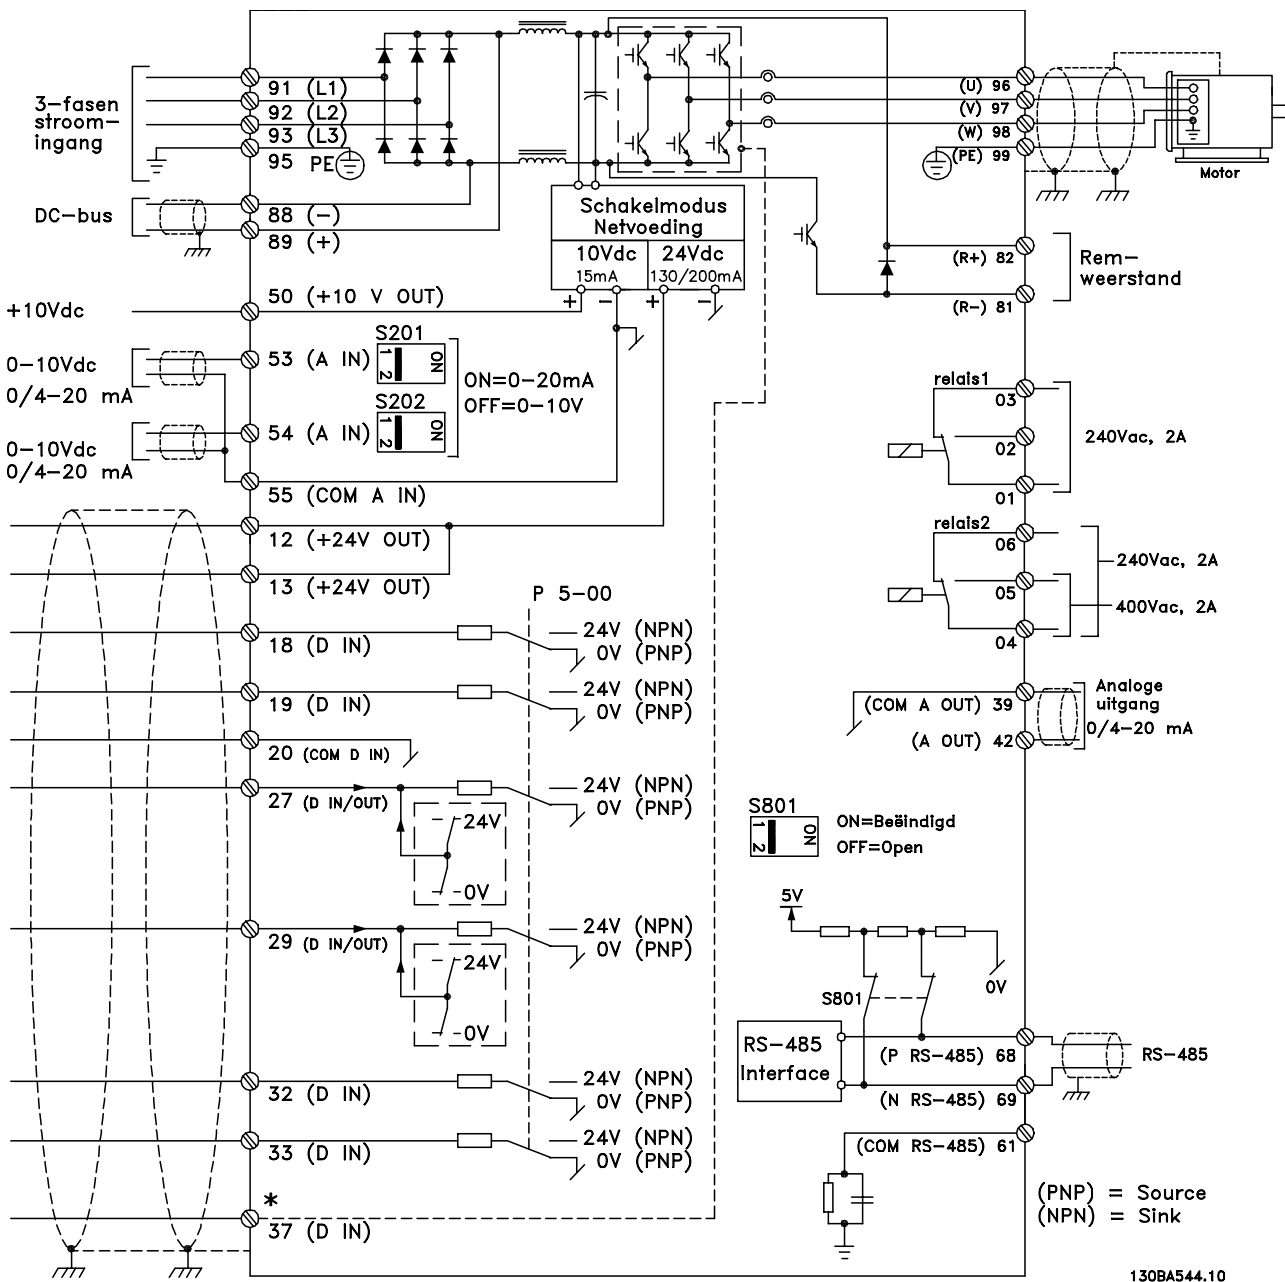 3-fasen
stroom-
ingang
91 (L1)
92 (L2)
93 (L3)
95 PE
DC-bus
88 (-)
89 (+)
+10Vdc
50 (+10 V OUT)
0-10Vdc
0/4-20 mA
53 (A IN)
S201
1
2
ON
ON=0-20mA
OFF=0-10V
0-10Vdc
0/4-20 mA
54 (A IN)
S202
1
2
ON
55 (COM A IN)
12 (+24V OUT)
13 (+24V OUT)
P 5-00
18 (D IN)
24V (NPN)
0V (PNP)
19 (D IN)
24V (NPN)
0V (PNP)
20 (COM D IN)
27 (D IN/OUT)
24V (NPN)
0V (PNP)
24V
0V
29 (D IN/OUT)
24V (NPN)
0V (PNP)
24V
0V
32 (D IN)
24V (NPN)
0V (PNP)
33 (D IN)
24V (NPN)
0V (PNP)
*
37 (D IN)
Schakelmodus
Netvoeding
10Vdc
15mA
24Vdc
130/200mA
+ - + -
(U) 96
(V) 97
(W) 98
(PE) 99
Motor
(R+) 82
(R-) 81
Rem-
weerstand
relais1
03
02
01
240Vac, 2A
relais2
06
05
04
240Vac, 2A
400Vac, 2A
(COM A OUT) 39
(A OUT) 42
Analoge
uitgang
0/4-20 mA
S801
1
2
ON
ON=Beëindigd
OFF=Open
5V
0V
S801
RS-485
Interface
(P RS-485) 68
(N RS-485) 69
(COM RS-485) 61
RS-485
(PNP) = Source
(NPN) = Sink
130BA544.10